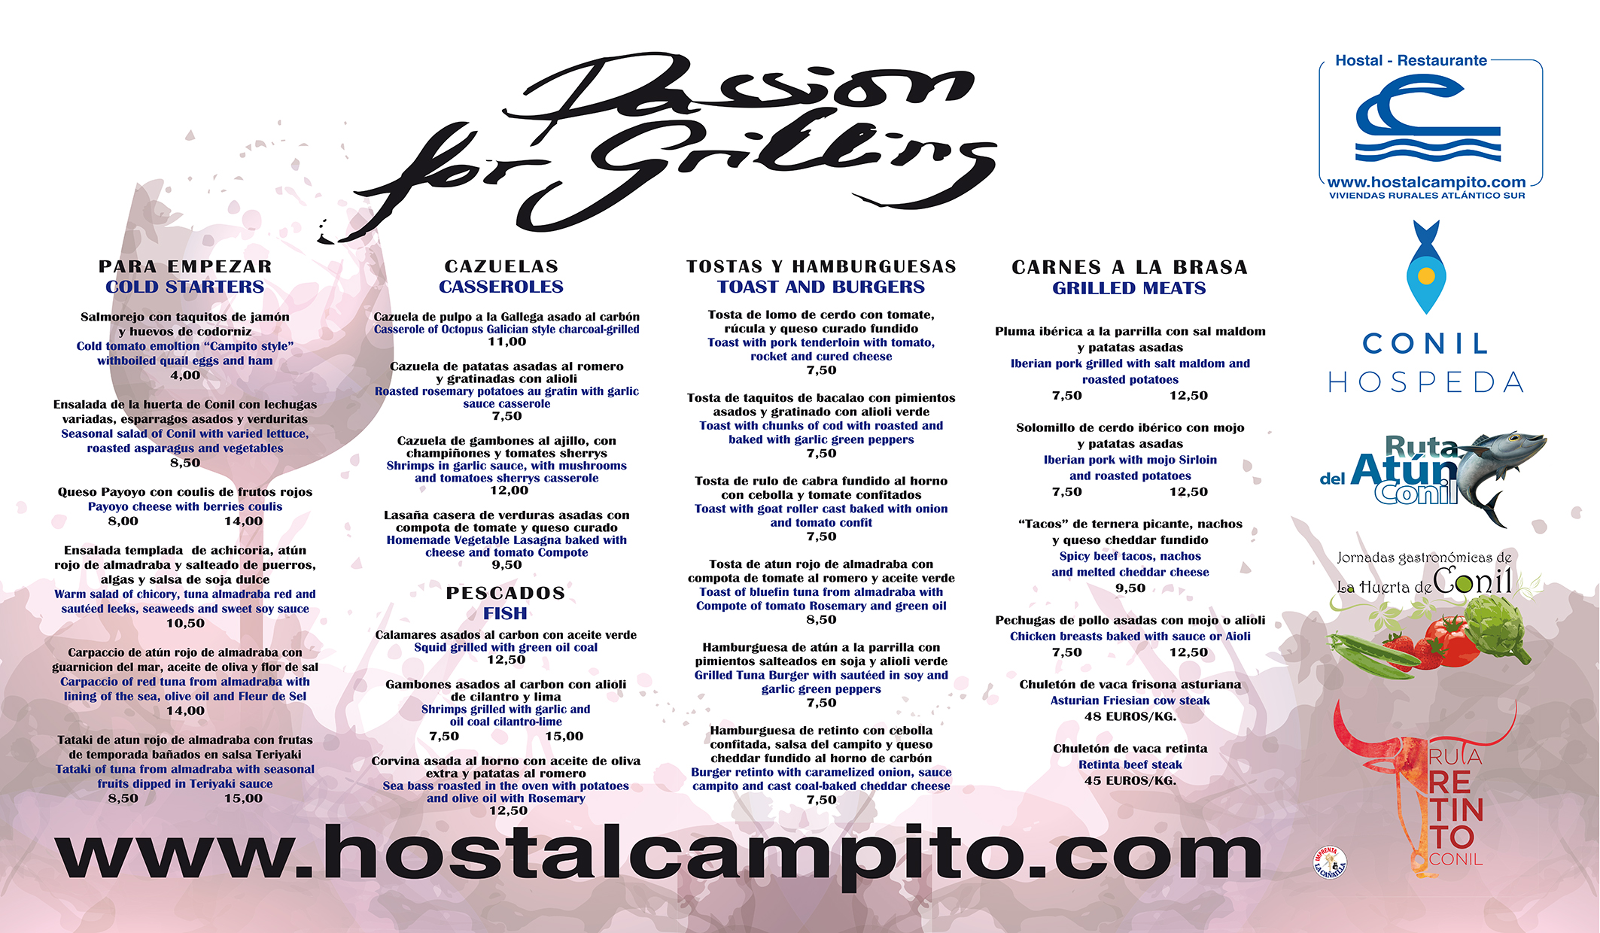 Passion
for Grilling
PARA EMPEZAR
COLD STARTERS
Salmorejo con taquitos de jamón
y huevos de codorniz
Cold tomato emoltion “Campito style”
withboiled quail eggs and ham
4,00
Ensalada de la huerta de Conil con lechugas
variadas, esparragos asados y verduritas
Seasonal salad of Conil with varied lettuce,
roasted asparagus and vegetables
8,50
Queso Payoyo con coulis de frutos rojos
Payoyo cheese with berries coulis
8,00 14,00
Ensalada templada de achicoria, atún
rojo de almadraba y salteado de puerros,
algas y salsa de soja dulce
Warm salad of chicory, tuna almadraba red and
sautéed leeks, seaweeds and sweet soy sauce
10,50
Carpaccio de atún rojo de almadraba con
guarnicion del mar, aceite de oliva y flor de sal
Carpaccio of red tuna from almadraba with
lining of the sea, olive oil and Fleur de Sel
14,00
Tataki de atun rojo de almadraba con frutas
de temporada bañados en salsa Teriyaki
Tataki of tuna from almadraba with seasonal
fruits dipped in Teriyaki sauce
8,50 15,00
CAZUELAS
CASSEROLES
Cazuela de pulpo a la Gallega asado al carbón
Casserole of Octopus Galician style charcoal-grilled
11,00
Cazuela de patatas asadas al romero
y gratinadas con alioli
Roasted rosemary potatoes au gratin with garlic
sauce casserole
7,50
Cazuela de gambones al ajillo, con
champiñones y tomates sherrys
Shrimps in garlic sauce, with mushrooms
and tomatoes sherrys casserole
12,00
Lasaña casera de verduras asadas con
compota de tomate y queso curado
Homemade Vegetable Lasagna baked with
cheese and tomato Compote
9,50
PESCADOS
FISH
Calamares asados al carbon con aceite verde
Squid grilled with green oil coal
12,50
Gambones asados al carbon con alioli
de cilantro y lima
Shrimps grilled with garlic and
oil coal cilantro-lime
7,50 15,00
Corvina asada al horno con aceite de oliva
extra y patatas al romero
Sea bass roasted in the oven with potatoes
and olive oil with Rosemary
12,50
TOSTAS Y HAMBURGUESAS
TOAST AND BURGERS
Tosta de lomo de cerdo con tomate,
rúcula y queso curado fundido
Toast with pork tenderloin with tomato,
rocket and cured cheese
7,50
Tosta de taquitos de bacalao con pimientos
asados y gratinado con alioli verde
Toast with chunks of cod with roasted and
baked with garlic green peppers
7,50
Tosta de rulo de cabra fundido al horno
con cebolla y tomate confitados
Toast with goat roller cast baked with onion
and tomato confit
7,50
Tosta de atun rojo de almadraba con
compota de tomate al romero y aceite verde
Toast of bluefin tuna from almadraba with
Compote of tomato Rosemary and green oil
8,50
Hamburguesa de atún a la parrilla con
pimientos salteados en soja y alioli verde
Grilled Tuna Burger with sautéed in soy and
garlic green peppers
7,50
Hamburguesa de retinto con cebolla
confitada, salsa del campito y queso
cheddar fundido al horno de carbón
Burger retinto with caramelized onion, sauce
campito and cast coal-baked cheddar cheese
7,50
CARNES A LA BRASA
GRILLED MEATS
Pluma ibérica a la parrilla con sal maldom
y patatas asadas
Iberian pork grilled with salt maldom and
roasted potatoes
7,50 12,50
Solomillo de cerdo ibérico con mojo
y patatas asadas
Iberian pork with mojo Sirloin
and roasted potatoes
7,50 12,50
“Tacos” de ternera picante, nachos
y queso cheddar fundido
Spicy beef tacos, nachos
and melted cheddar cheese
9,50
Pechugas de pollo asadas con mojo o alioli
Chicken breasts baked with sauce or Aioli
7,50 12,50
Chuletón de vaca frisona asturiana
Asturian Friesian cow steak
48 EUROS/KG.
Chuletón de vaca retinta
Retinta beef steak
45 EUROS/KG.
Hostal - Restaurante
www.hostalcampito.com
VIVIENDAS RURALES ATLÁNTICO SUR
CONIL
HOSPEDA
Ruta
del Atún
Conil
Jornadas gastronómicas de
La Huerta de Conil
RUTA
RE
TIN
TO
CONIL
IMPRENTA
LA CAÑAILLA
www.hostalcampito.com